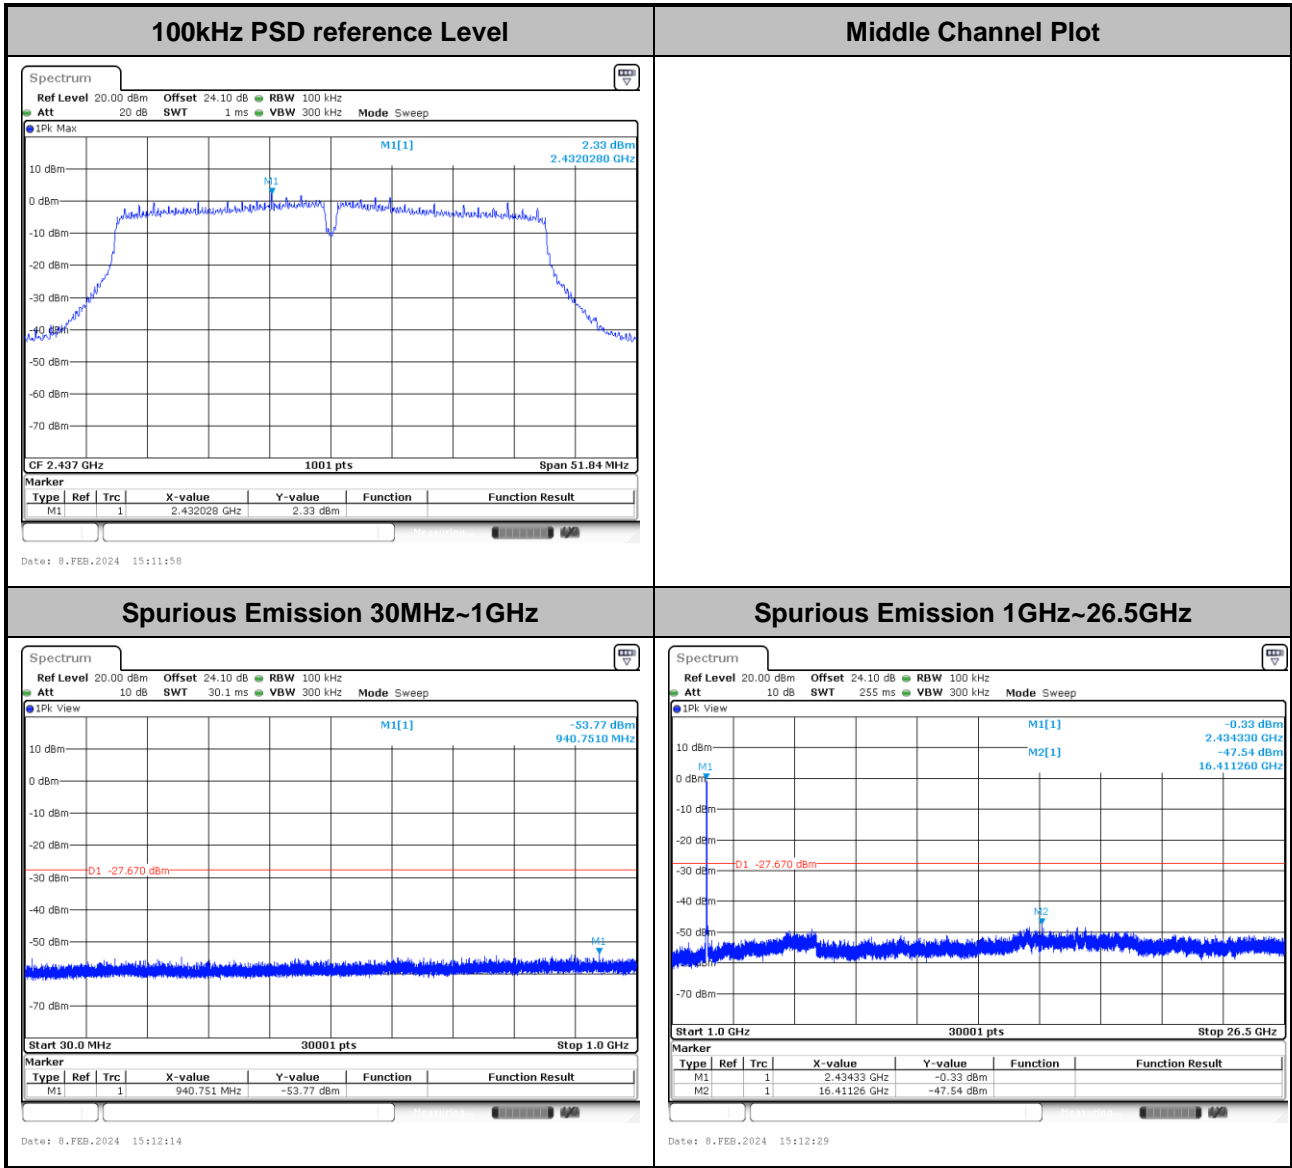 100kHz PSD reference Level
Middle Channel Plot
Spectrum
Ref Level 20.00 dBm Offset 24.10 dB RBW 100 kHz
Att 20 dB SWT 1 ms VBW 300 kHz Mode Sweep
1Pk Max
M1[1] 2.33 dBm
2.4320280 GHz
10 dBm
M1
0 dBm
-10 dBm
-20 dBm
-30 dBm
-40 dBm
-50 dBm
-60 dBm
-70 dBm
CF 2.437 GHz 1001 pts Span 51.84 MHz
Marker
Type Ref Trc X-value Y-value Function Function Result
M1 1 2.432028 GHz 2.33 dBm
Measuring
Date: 8.FEB.2024 15:11:58
Spurious Emission 30MHz~1GHz
Spurious Emission 1GHz~26.5GHz
Spectrum
Ref Level 20.00 dBm Offset 24.10 dB RBW 100 kHz
Att 10 dB SWT 30.1 ms VBW 300 kHz Mode Sweep
1Pk View
M1[1] -53.77 dBm
940.7510 MHz
10 dBm
0 dBm
-10 dBm
-20 dBm
D1 -27.670 dBm
-30 dBm
-40 dBm
-50 dBm
M1
-70 dBm
Start 30.0 MHz 30001 pts Stop 1.0 GHz
Marker
Type Ref Trc X-value Y-value Function Function Result
M1 1 940.751 MHz -53.77 dBm
Measuring
Date: 8.FEB.2024 15:12:14
Spectrum
Ref Level 20.00 dBm Offset 24.10 dB RBW 100 kHz
Att 10 dB SWT 255 ms VBW 300 kHz Mode Sweep
1Pk View
M1[1] -0.33 dBm
2.434330 GHz
10 dBm
M2[1] -47.54 dBm
16.411260 GHz
M1
0 dBm
-10 dBm
-20 dBm
D1 -27.670 dBm
-30 dBm
-40 dBm
M2
-50 dBm
-60 dBm
-70 dBm
Start 1.0 GHz 30001 pts Stop 26.5 GHz
Marker
Type Ref Trc X-value Y-value Function Function Result
M1 1 2.43433 GHz -0.33 dBm
M2 1 16.41126 GHz -47.54 dBm
Measuring
Date: 8.FEB.2024 15:12:29